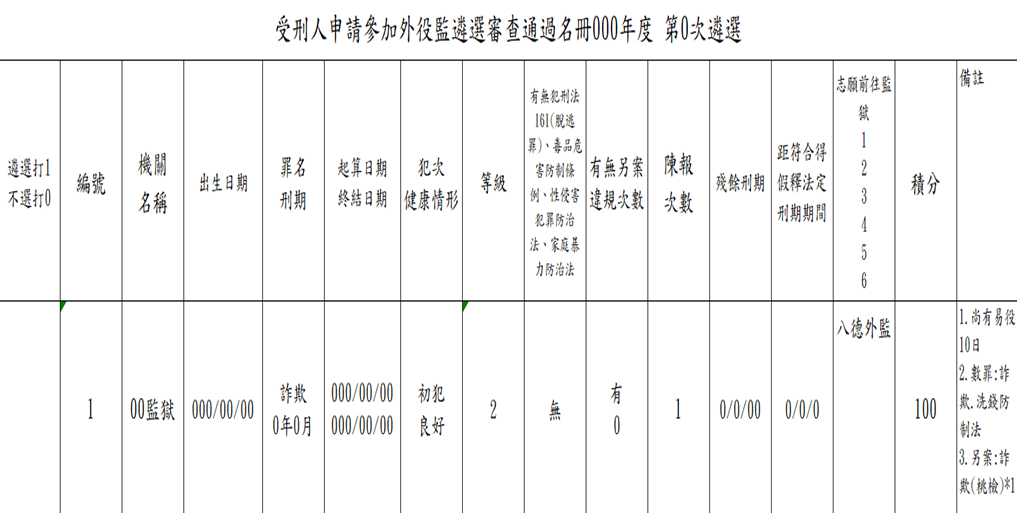 受刑人申請參加外役監遴選審查通過名冊000年度 第0次遴選
遴選打1
不選打0
編號
機關
名稱
出生日期
罪名
刑期
起算日期
終結日期
犯次
健康情形
等級
有無犯刑法
161(脫逃
罪)、毒品危
害防制條
例、性侵害
犯罪防治
法、家庭暴
力防治法
有無另案
違規次數
陳報
次數
殘餘刑期
距符合得
假釋法定
刑期期間
志願前往監
獄
1
2
3
4
5
6
積分
備註
1
00監獄
000/00/00
詐欺
0年0月
000/00/00
000/00/00
初犯
良好
2
無
有
0
1
0/0/00
0/0/0
八德外監
100
1.尚有易役
10日
2.數罪:詐
欺.洗錢防
制法
3.另案:詐
欺(桃檢)*1